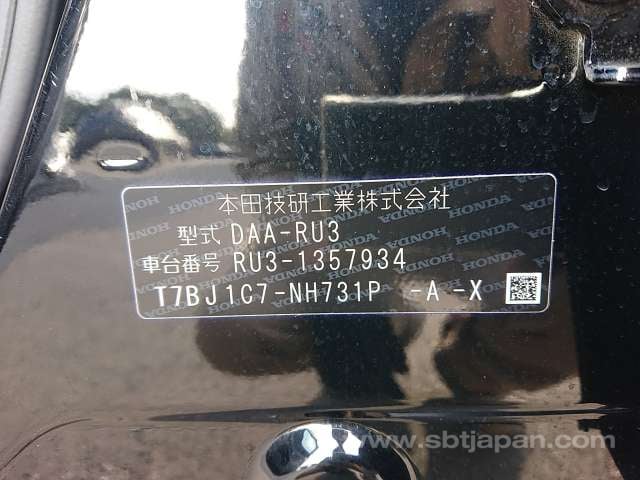 本田技研工業株式会社
型式 DAA-RU3
車台番号 RU3-1357934
T7BJ1C7-NH731P -A -X
www.sbtjapan.com